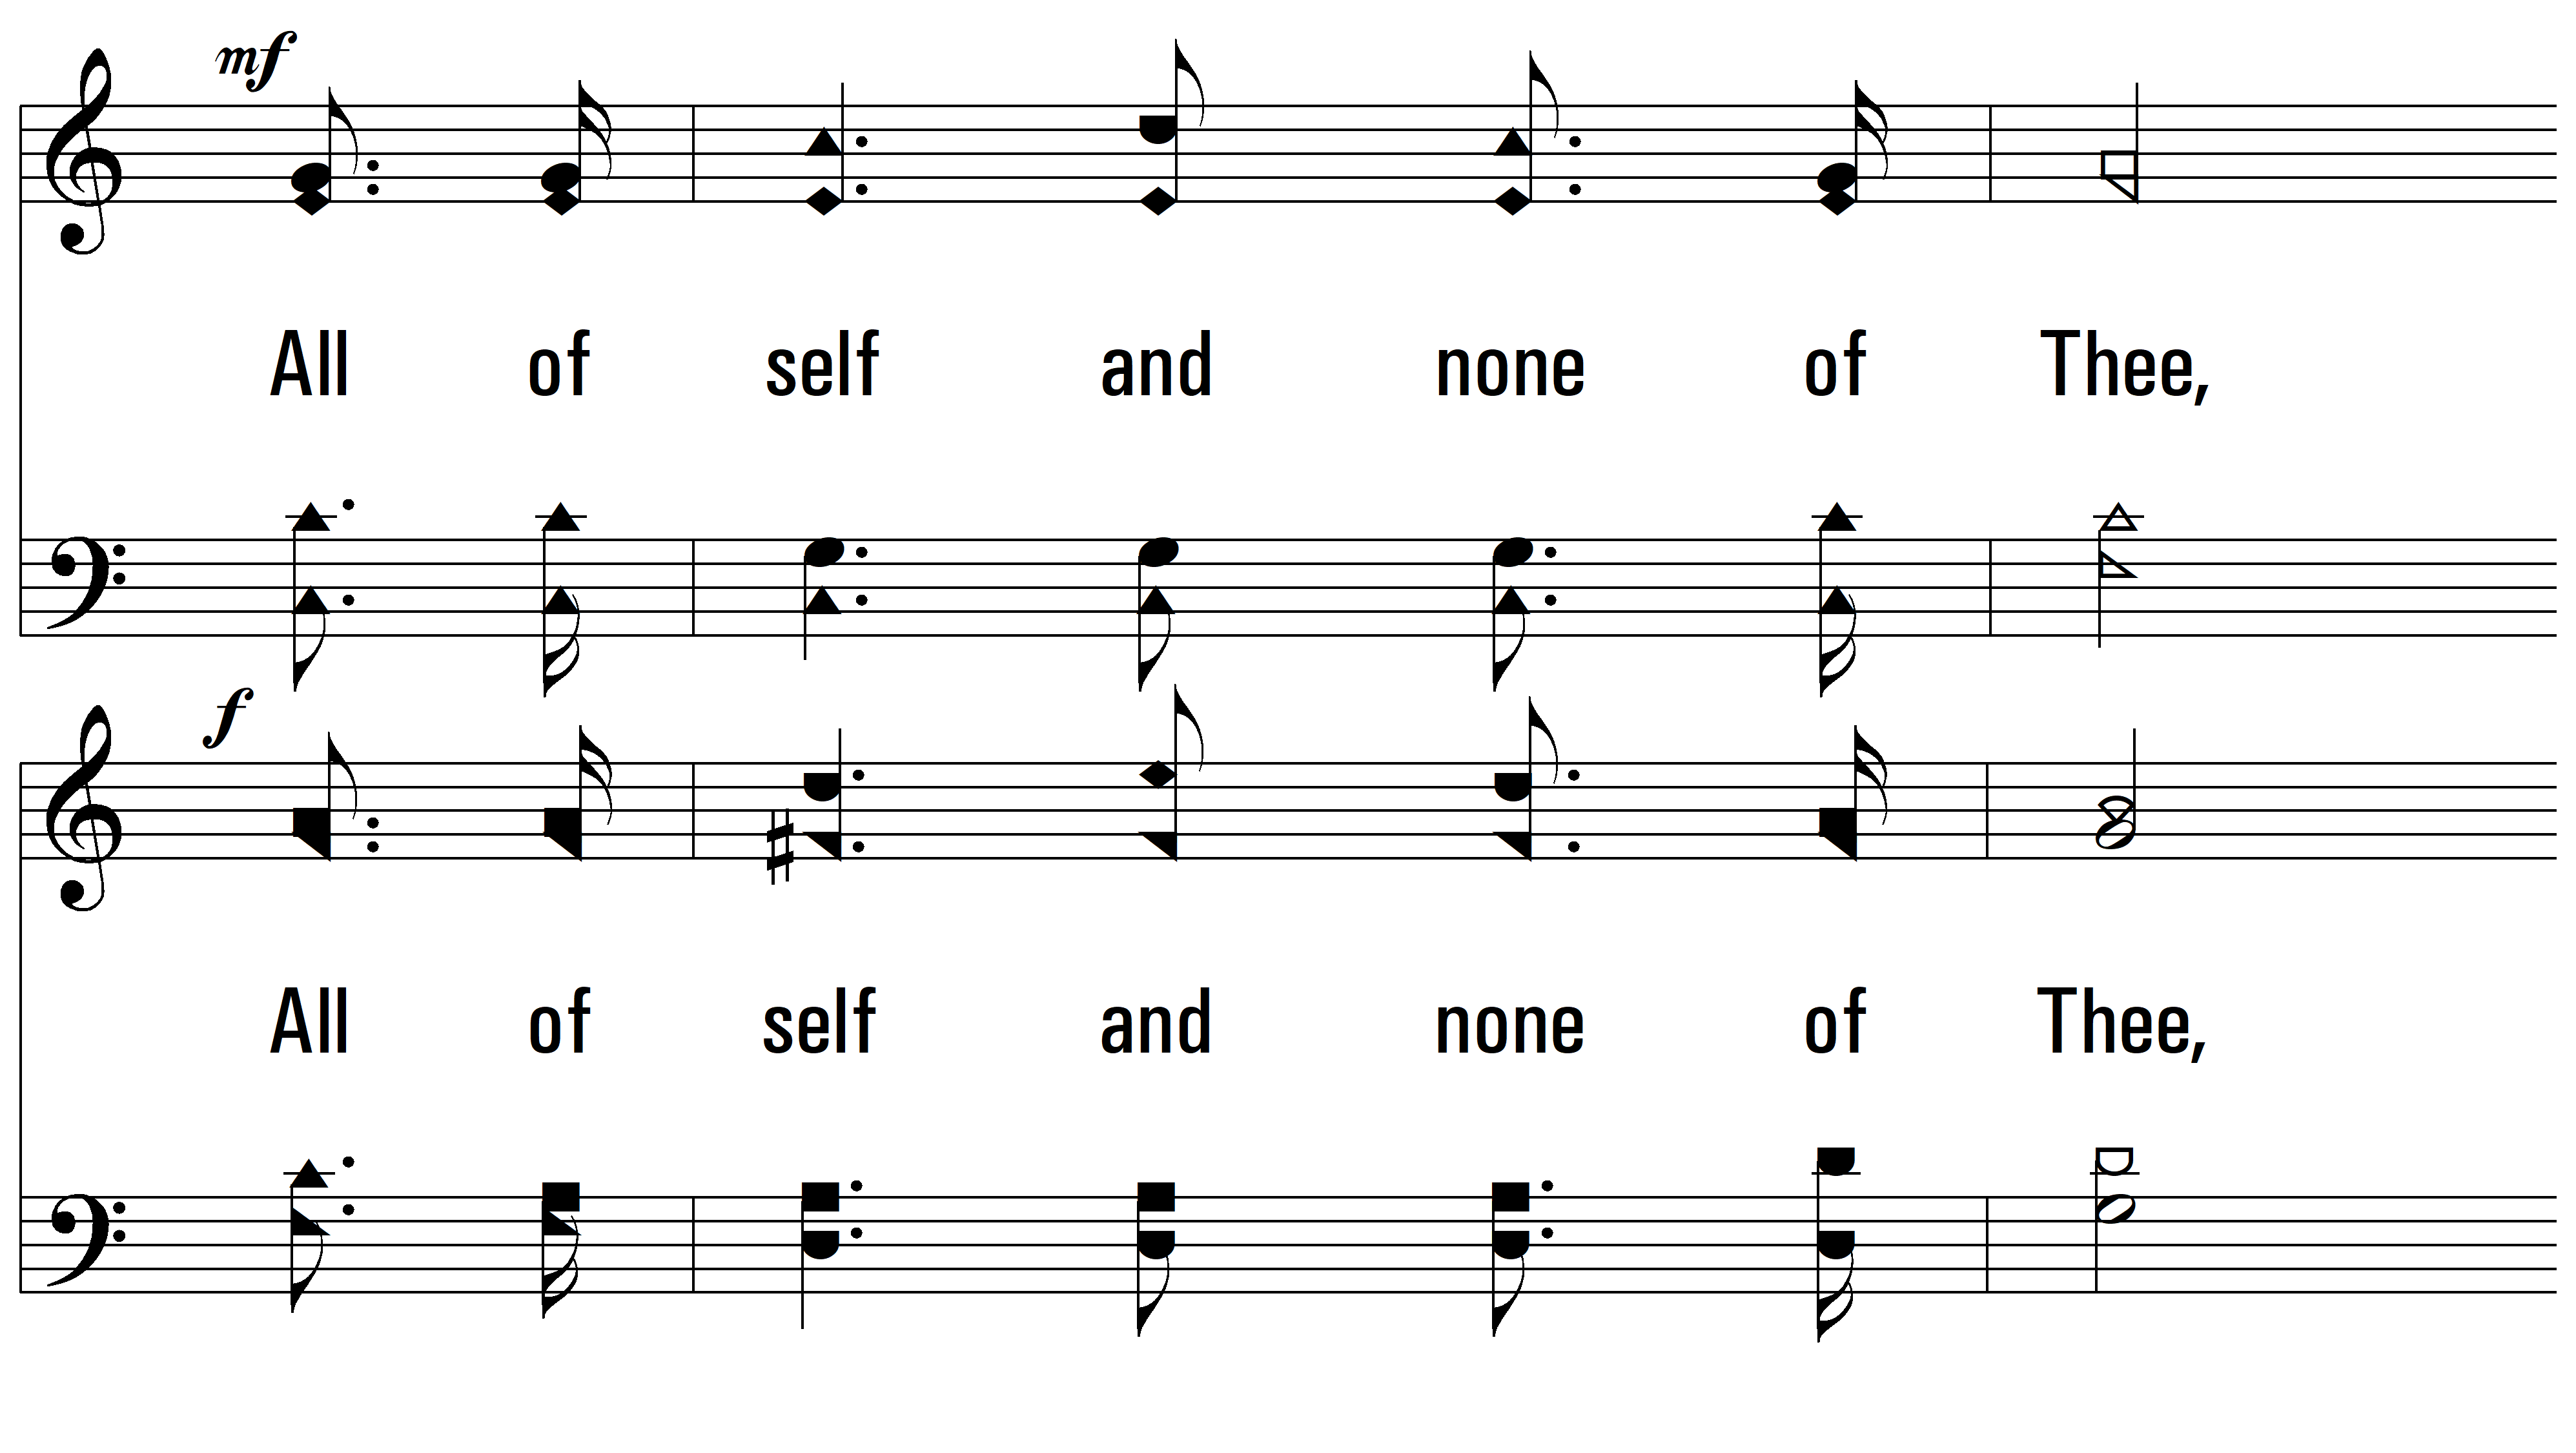 mf
All of self and none of Thee,
f
All of self and none of Thee,